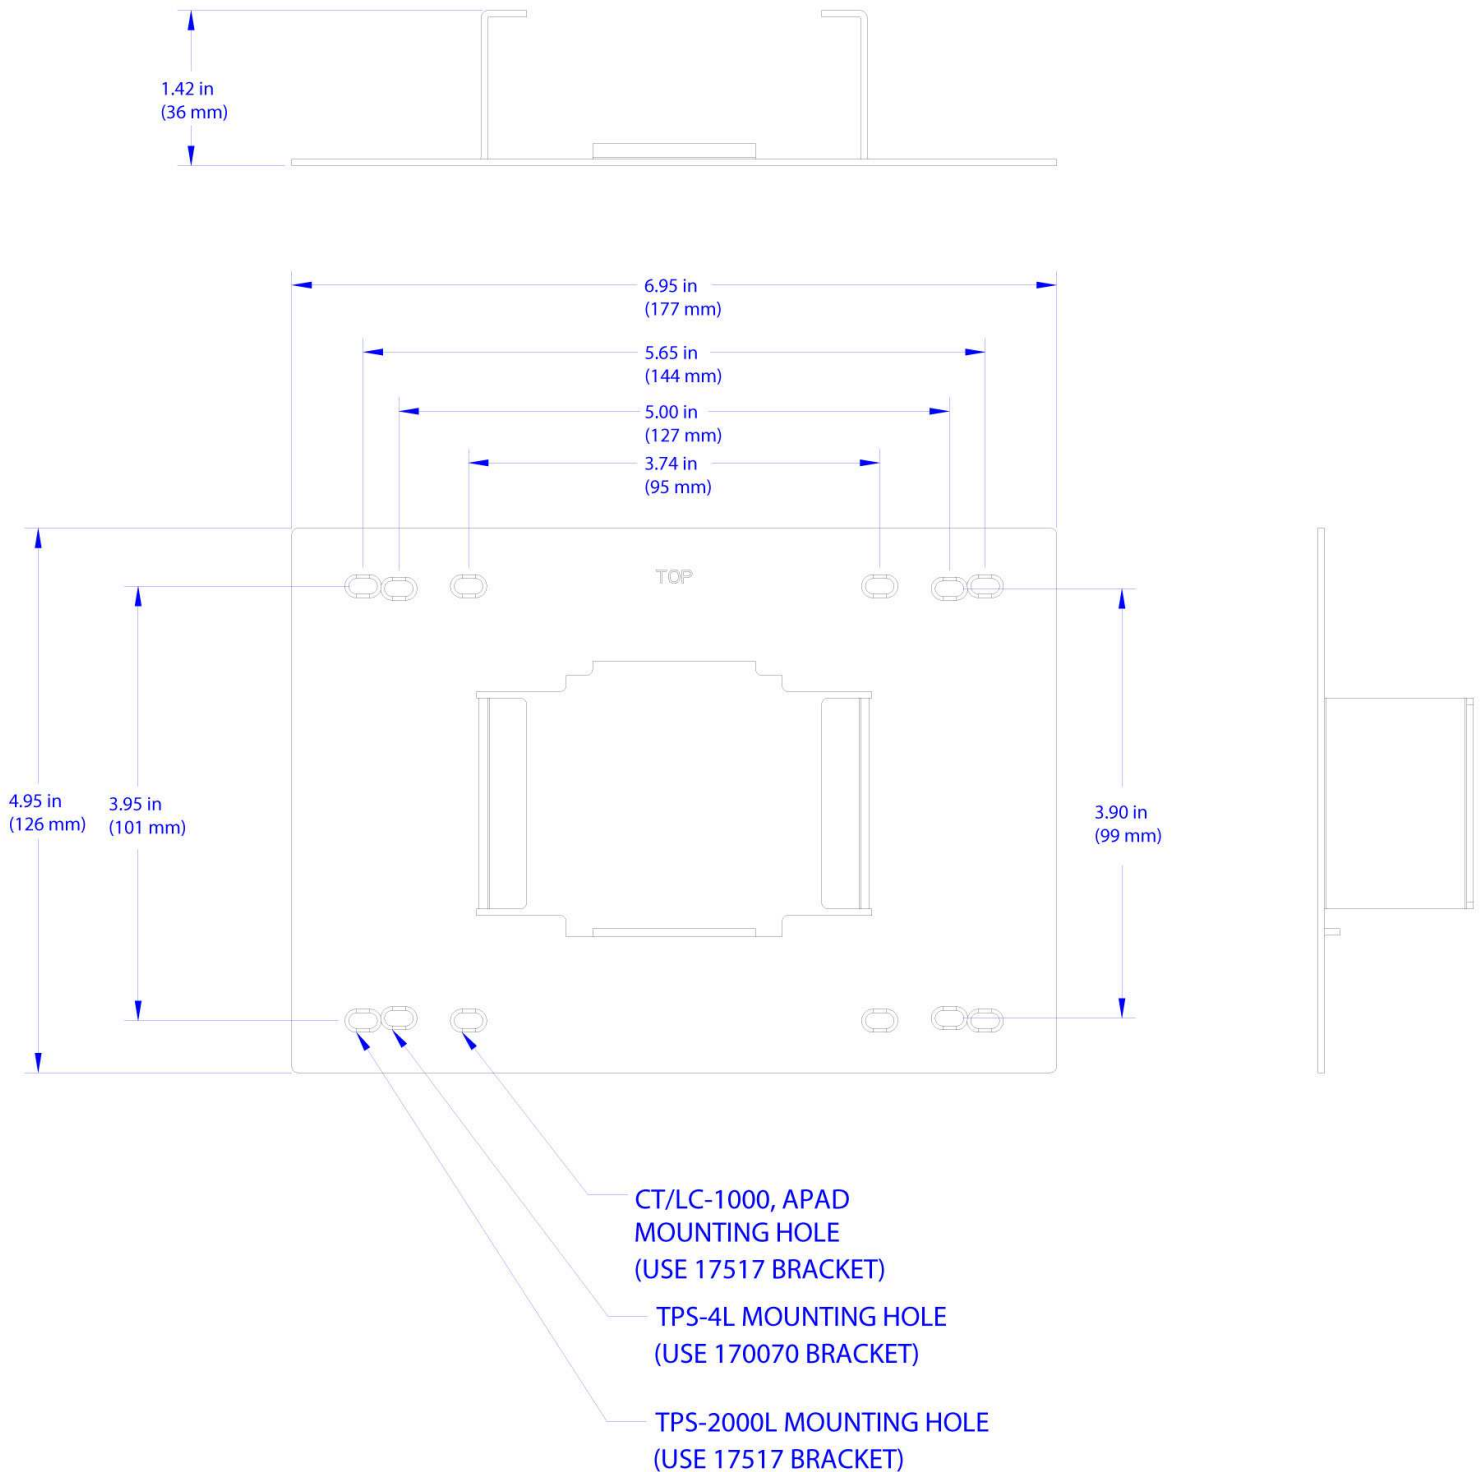 1.42 in
(36 mm)
6.95 in
(177 mm)
5.65 in
(144 mm)
5.00 in
(127 mm)
3.74 in
(95 mm)
TOP
4.95 in
(126 mm)
3.95 in
(101 mm)
3.90 in
(99 mm)
CT/LC-1000, APAD
MOUNTING HOLE
(USE 17517 BRACKET)
TPS-4L MOUNTING HOLE
(USE 170070 BRACKET)
TPS-2000L MOUNTING HOLE
(USE 17517 BRACKET)